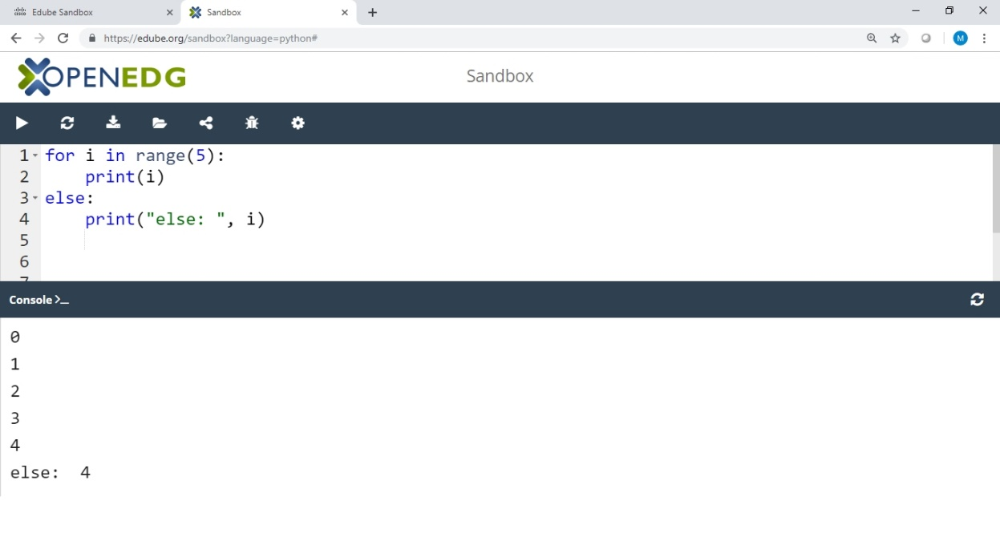 Edube Sandbox
Sandbox
https://edube.org/sandbox?language=python#
M
OPENEDG
Sandbox
1 for i in range(5):
2     print(i)
3 else:
4     print("else: ", i)
5
6
7
Console >_
0
1
2
3
4
else:  4